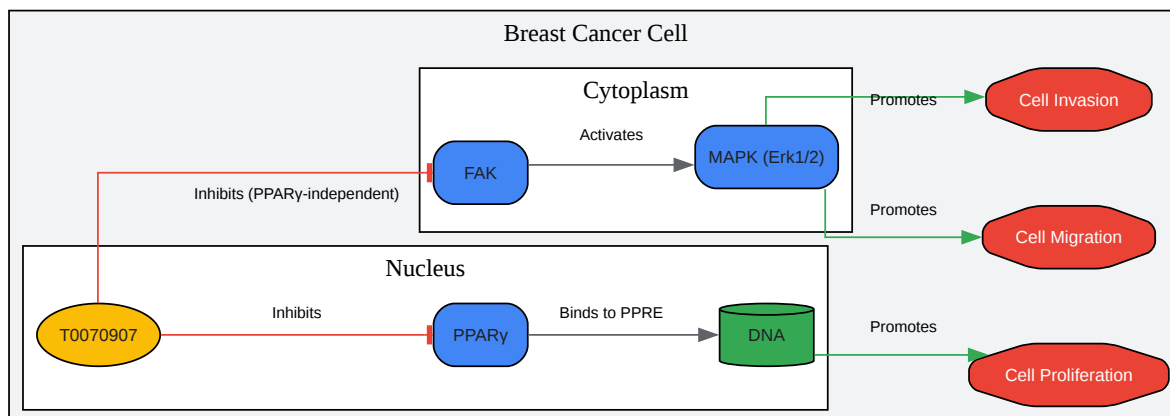 Breast Cancer Cell
Cytoplasm
Promotes
Cell Invasion
Activates
FAK
MAPK (Erk1/2)
Inhibits (PPARγ-independent)
Promotes
Cell Migration
Nucleus
Inhibits
Binds to PPRE
T0070907
PPARγ
DNA
Promotes
Cell Proliferation